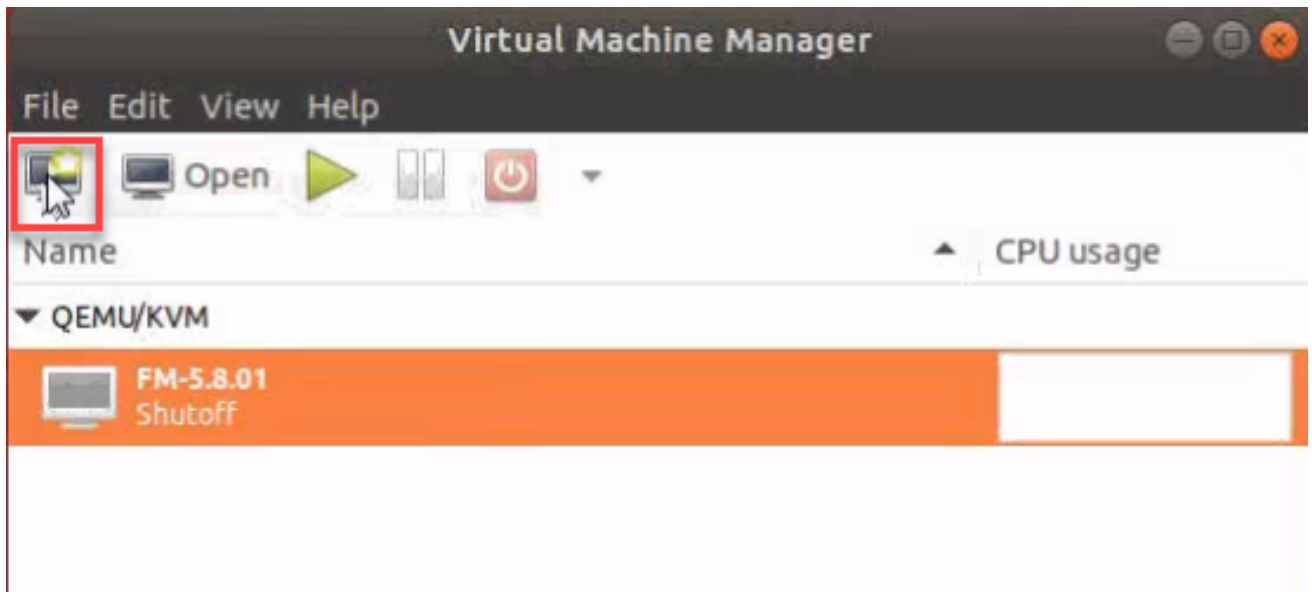 Virtual Machine Manager
File Edit View Help
Open
Name CPU usage
QEMU/KVM
FM-5.8.01
Shutoff